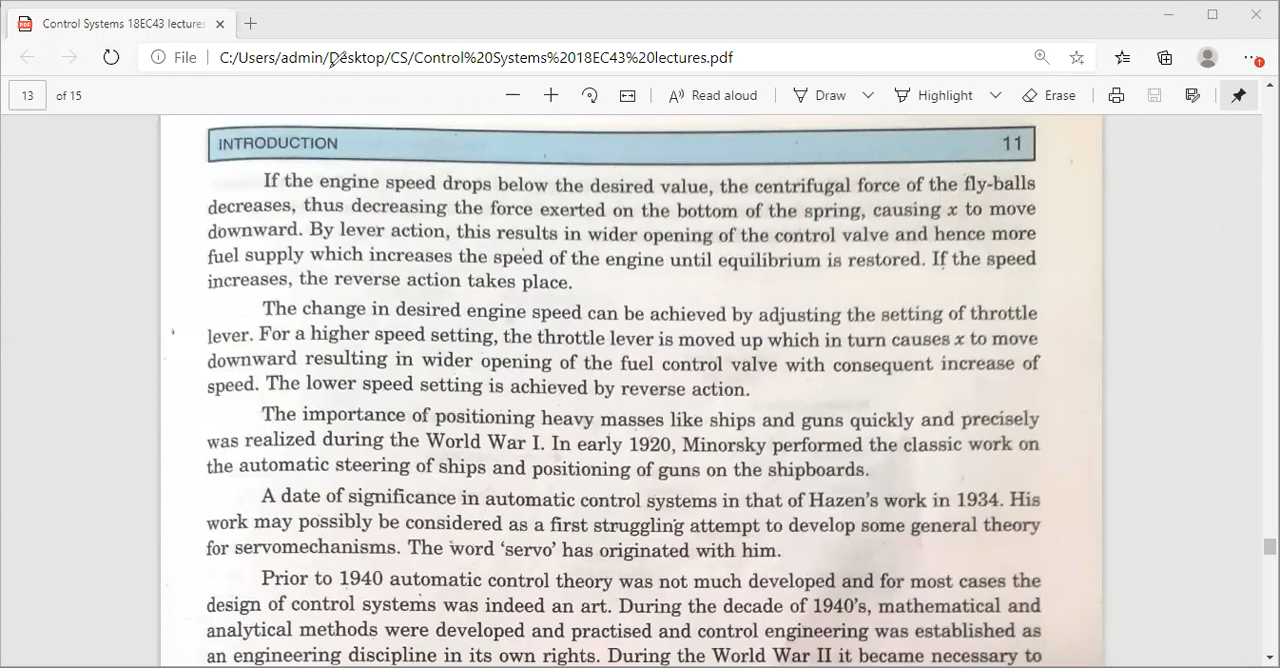 Control Systems 18EC43 lectures
File
C:/Users/admin/Desktop/CS/Control%20Systems%2018EC43%20lectures.pdf
13 of 15
Read aloud
Draw
Highlight
Erase
INTRODUCTION 11
If the engine speed drops below the desired value, the centrifugal force of the fly-balls
decreases, thus decreasing the force exerted on the bottom of the spring, causing x to move
downward. By lever action, this results in wider opening of the control valve and hence more
fuel supply which increases the speed of the engine until equilibrium is restored. If the speed
increases, the reverse action takes place.
The change in desired engine speed can be achieved by adjusting the setting of throttle
lever. For a higher speed setting, the throttle lever is moved up which in turn causes x to move
downward resulting in wider opening of the fuel control valve with consequent increase of
speed. The lower speed setting is achieved by reverse action.
The importance of positioning heavy masses like ships and guns quickly and precisely
was realized during the World War I. In early 1920, Minorsky performed the classic work on
the automatic steering of ships and positioning of guns on the shipboards.
A date of significance in automatic control systems in that of Hazen's work in 1934. His
work may possibly be considered as a first struggling attempt to develop some general theory
for servomechanisms. The word 'servo' has originated with him.
Prior to 1940 automatic control theory was not much developed and for most cases the
design of control systems was indeed an art. During the decade of 1940's, mathematical and
analytical methods were developed and practised and control engineering was established as
an engineering discipline in its own rights. During the World War II it became necessary to